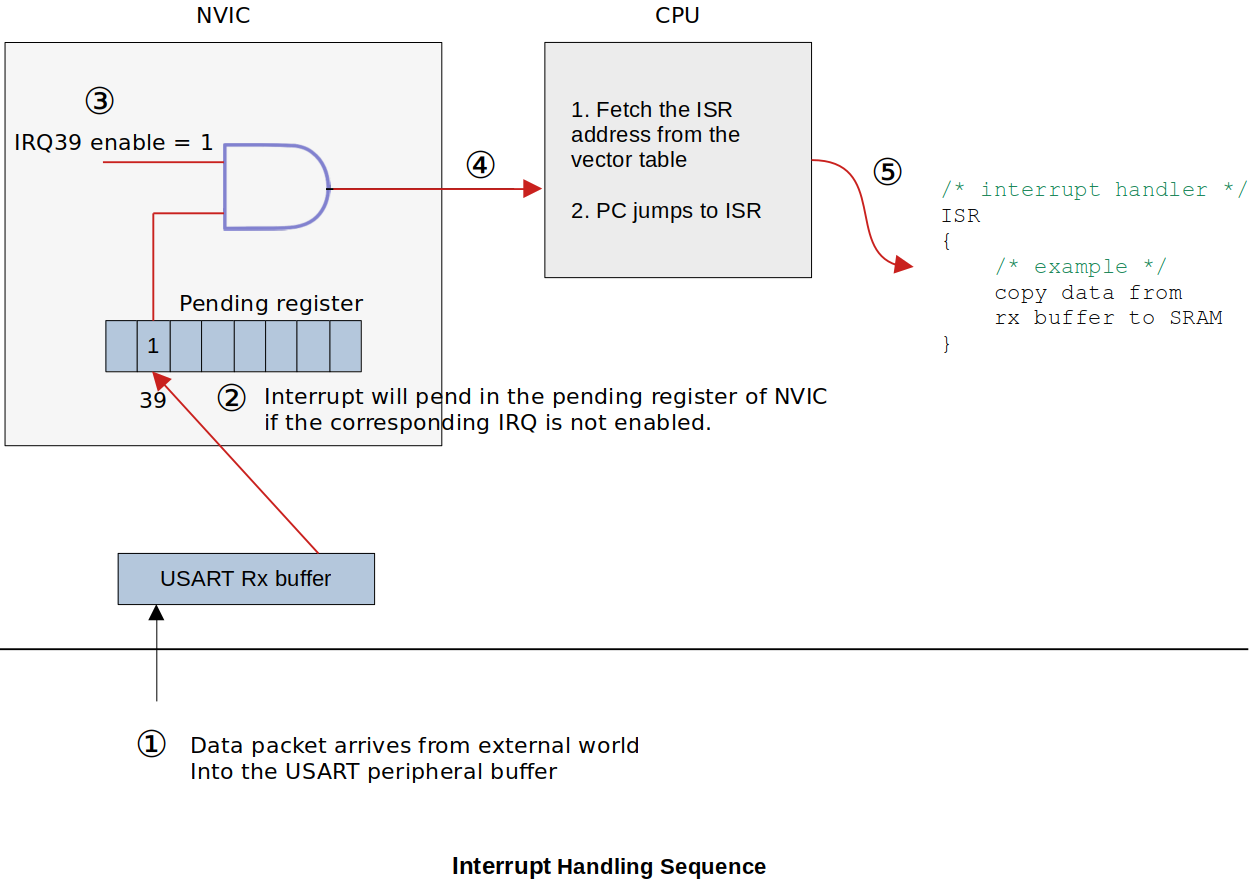 NVIC
CPU
③
IRQ39 enable = 1
④
1. Fetch the ISR
address from the
vector table
2. PC jumps to ISR
⑤
/* interrupt handler */
ISR
{
/* example */
copy data from
rx buffer to SRAM
}
Pending register
1
39
② Interrupt will pend in the pending register of NVIC
if the corresponding IRQ is not enabled.
USART Rx buffer
① Data packet arrives from external world
Into the USART peripheral buffer
Interrupt Handling Sequence